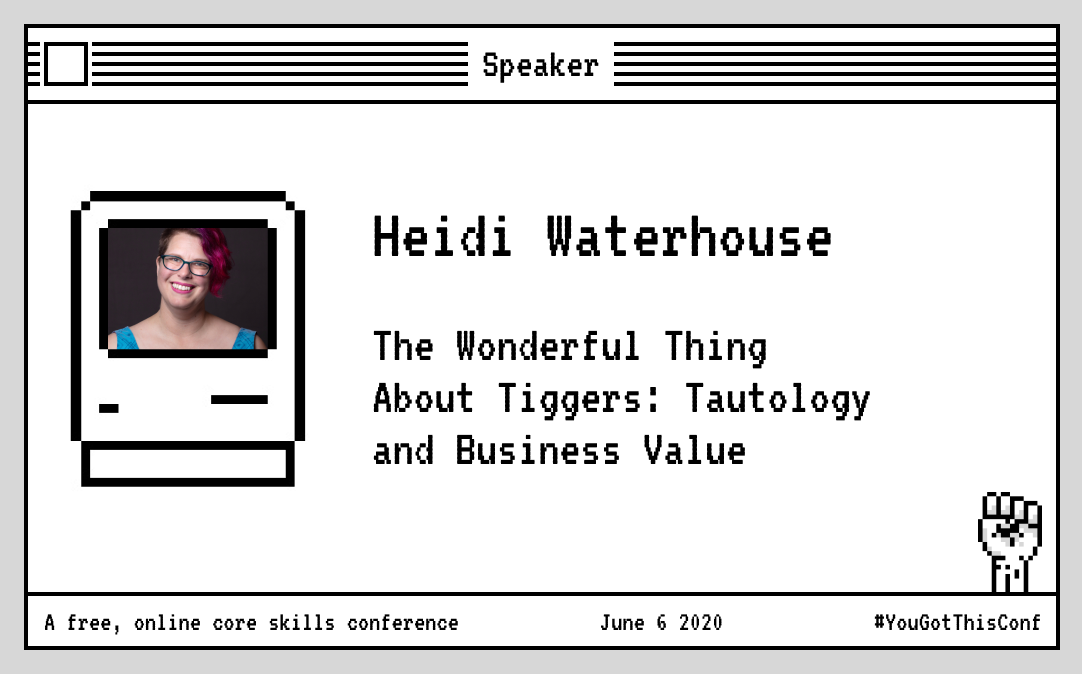 Speaker
Heidi Waterhouse
The Wonderful Thing
About Tiggers: Tautology
and Business Value
A free, online core skills conference
June 6 2020
#YouGotThisConf